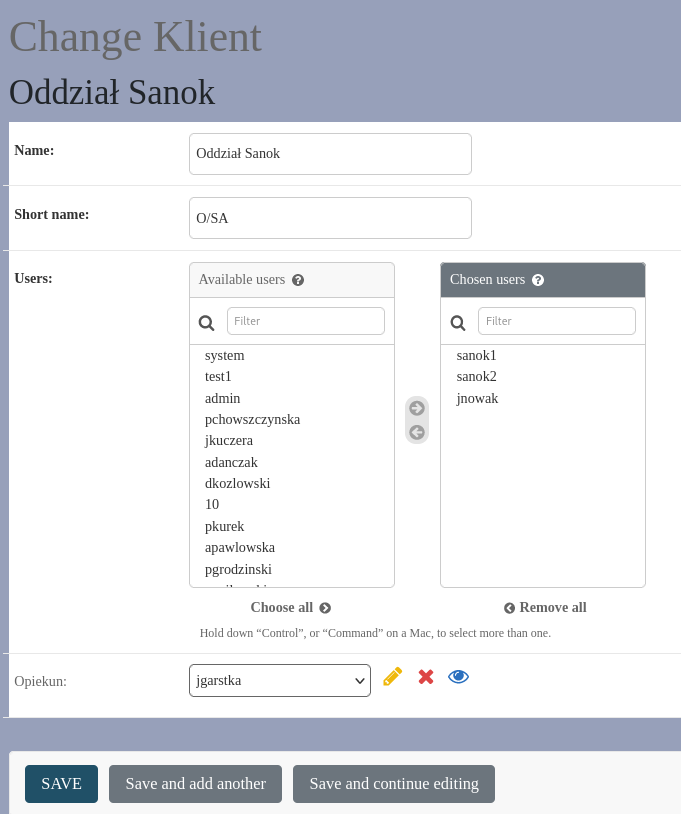 Change Klient
Oddział Sanok
Name:
Oddział Sanok
Short name:
O/SA
Users:
Available users
Filter
system
test1
admin
pchowszczynska
jkuczera
adanczak
dkozlowski
10
pkurek
apawlowska
pgrodzinski
Choose all
Chosen users
Filter
sanok1
sanok2
jnowak
Remove all
Hold down “Control”, or “Command” on a Mac, to select more than one.
Opiekun:
jgarstka
SAVE
Save and add another
Save and continue editing